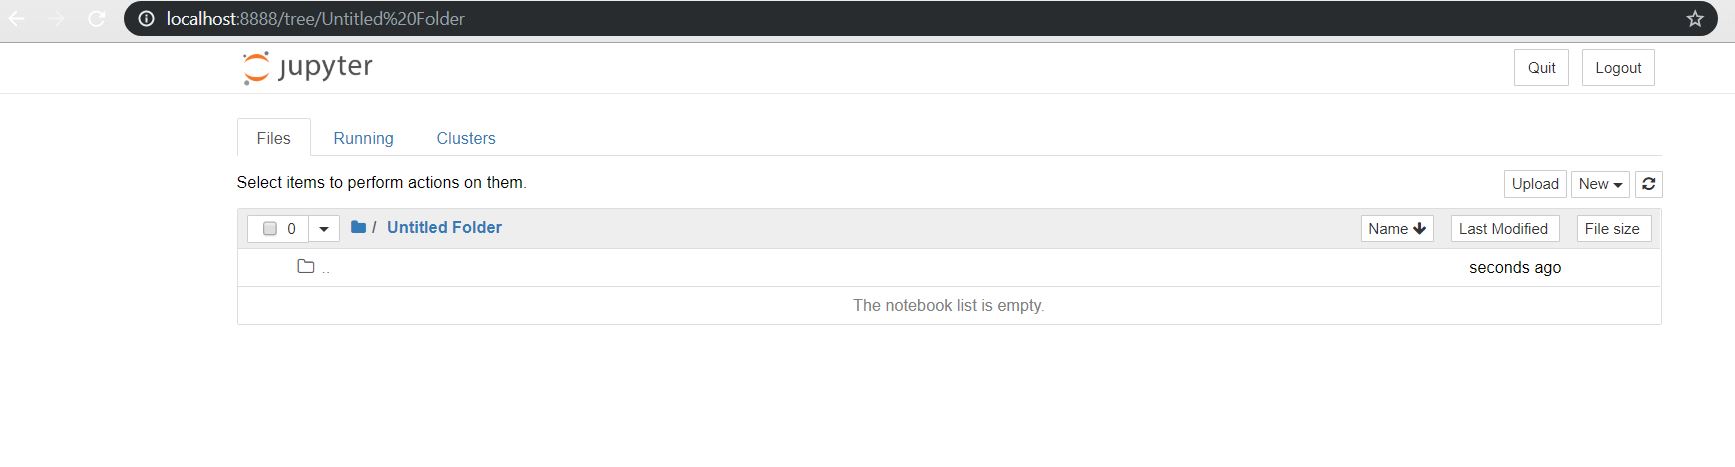 localhost:8888/tree/Untitled%20Folder
jupyter
Quit Logout
Files Running Clusters
Select items to perform actions on them.
Upload New
0 / Untitled Folder Name Last Modified File size
.. seconds ago
The notebook list is empty.